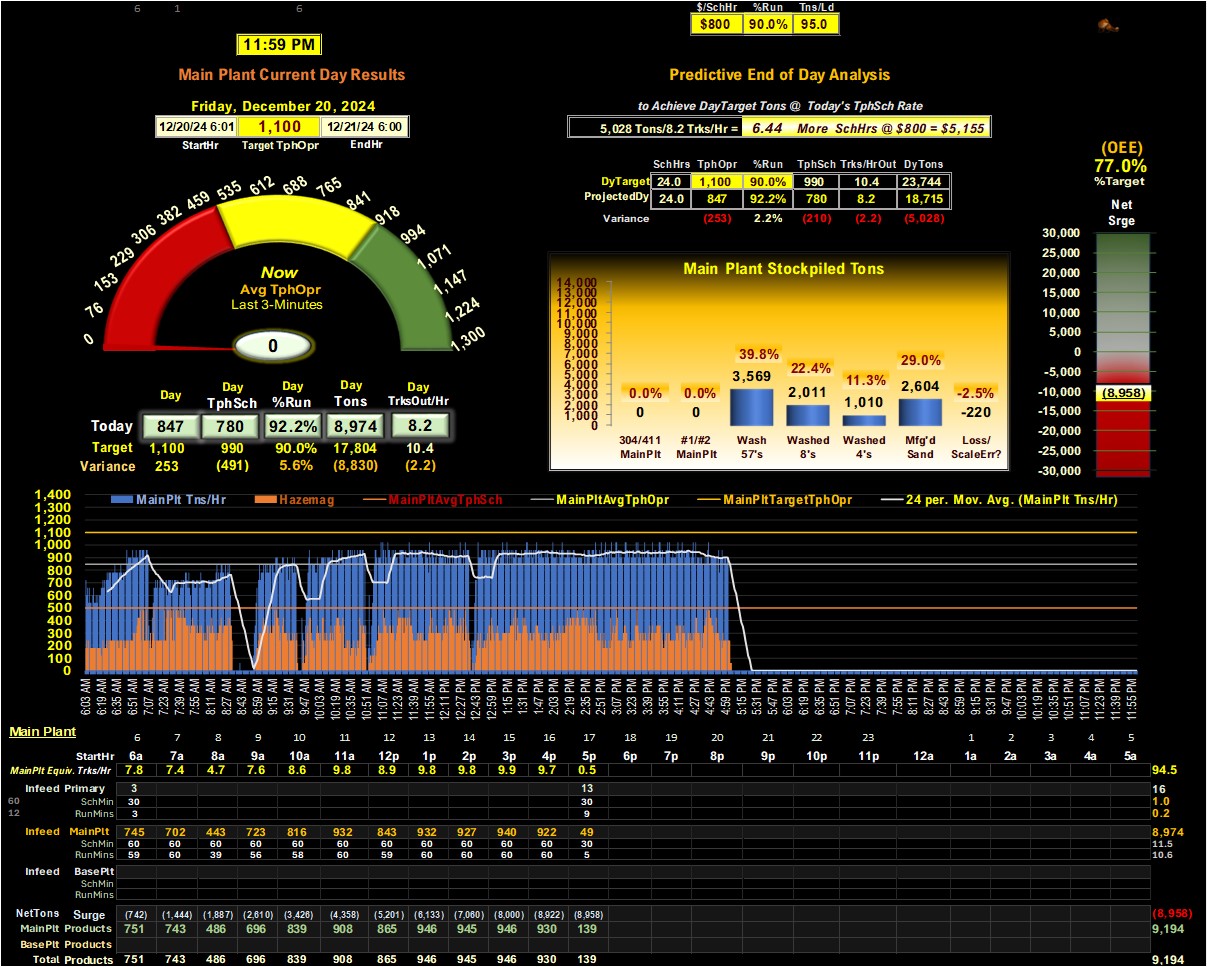 6 1 6
$/SchHr %Run Tns/Ld
$800 90.0% 95.0
11:59 PM
Main Plant Current Day Results
Predictive End of Day Analysis
Friday, December 20, 2024
to Achieve DayTarget Tons @ Today's TphSch Rate
12/20/24 6:01 1,100 12/21/24 6:00
StartHr Target TphOpr EndHr
5,028 Tons/8.2 Trks/Hr = 6.44 More SchHrs @ $800 = $5,155
(OEE)
77.0%
%Target
SchHrs TphOpr %Run TphSch Trks/HrOut DyTons
DyTarget 24.0 1,100 90.0% 990 10.4 23,744
ProjectedDy 24.0 847 92.2% 780 8.2 18,715
Variance (253) 2.2% (210) (2.2) (5,028)
Net
Srge
30,000
25,000
20,000
15,000
10,000
5,000
0
-5,000
-10,000
(8,958)
-15,000
-20,000
-25,000
-30,000
0 76 153 229 306 382 459 535 612 688 765 841 918 994 1,071 1,147 1,224 1,300
Now
Avg TphOpr
Last 3-Minutes
0
Main Plant Stockpiled Tons
14,000
13,000
12,000
11,000
10,000
9,000
8,000
7,000
6,000
5,000
4,000
3,000
2,000
1,000
0
0.0% 0.0% 39.8% 22.4% 11.3% 29.0% -2.5%
0 0 3,569 2,011 1,010 2,604 -220
304/411 #1/#2 Wash Washed Washed Mfg'd Loss/
MainPlt MainPlt 57's 8's 4's Sand ScaleErr?
Day Day TphSch Day %Run Day Tons Day TrksOut/Hr
Today 847 780 92.2% 8,974 8.2
Target 1,100 990 90.0% 17,804 10.4
Variance 253 (491) 5.6% (8,830) (2.2)
MainPlt Tns/Hr Hazemag MainPltAvgTphSch MainPltAvgTphOpr MainPltTargetTphOpr 24 per. Mov. Avg. (MainPlt Tns/Hr)
1,400
1,300
1,200
1,100
1,000
900
800
700
600
500
400
300
200
100
0
6:03 AM 6:19 AM 6:35 AM 6:51 AM 7:07 AM 7:23 AM 7:39 AM 7:55 AM 8:11 AM 8:27 AM 8:43 AM 8:59 AM 9:15 AM 9:31 AM 9:47 AM 10:03 AM 10:19 AM 10:35 AM 10:51 AM 11:07 AM 11:23 AM 11:39 AM 11:55 AM 12:11 PM 12:27 PM 12:43 PM 12:59 PM 1:15 PM 1:31 PM 1:47 PM 2:03 PM 2:19 PM 2:35 PM 2:51 PM 3:07 PM 3:23 PM 3:39 PM 3:55 PM 4:11 PM 4:27 PM 4:43 PM 4:59 PM 5:15 PM 5:31 PM 5:47 PM 6:03 PM 6:19 PM 6:35 PM 6:51 PM 7:07 PM 7:23 PM 7:39 PM 7:55 PM 8:11 PM 8:27 PM 8:43 PM 8:59 PM 9:15 PM 9:31 PM 9:47 PM 10:03 PM 10:19 PM 10:35 PM 10:51 PM 11:07 PM 11:23 PM 11:39 PM 11:55 PM
Main Plant
6 7 8 9 10 11 12 13 14 15 16 17 18 19 20 21 22 23 1 2 3 4 5
StartHr 6a 7a 8a 9a 10a 11a 12p 1p 2p 3p 4p 5p 6p 7p 8p 9p 10p 11p 12a 1a 2a 3a 4a 5a
MainPlt Equiv. Trks/Hr 7.8 7.4 4.7 7.6 8.6 9.8 8.9 9.8 9.8 9.9 9.7 0.5 94.5
Infeed Primary 3 13 16
60 SchMin 30 30 1.0
12 RunMins 3 9 0.2
Infeed MainPlt 745 702 443 723 816 932 843 932 927 940 922 49 8,974
SchMin 60 60 60 60 60 60 60 60 60 60 60 30 11.5
RunMins 59 60 39 56 58 60 59 60 60 60 60 5 10.6
Infeed BasePlt
SchMin
RunMins
NetTons Surge (742) (1,444) (1,887) (2,610) (3,426) (4,358) (5,201) (6,133) (7,060) (8,000) (8,922) (8,958) (8,958)
MainPlt Products 751 743 486 696 839 908 865 946 945 946 930 139 9,194
BasePlt Products
Total Products 751 743 486 696 839 908 865 946 945 946 930 139 9,194